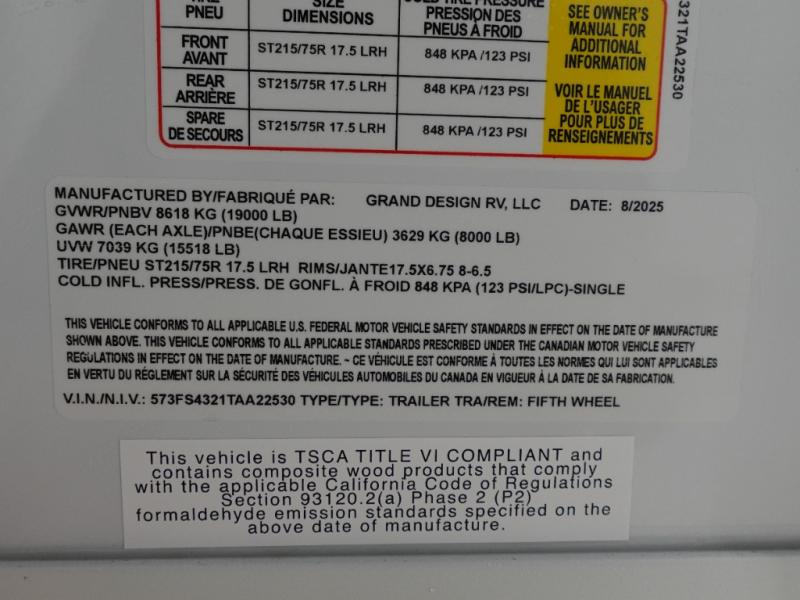 TIRE SIZE COLD TIRE PRESSURE
PNEU DIMENSIONS PRESSION DES
PNEUS À FROID
FRONT
AVANT ST215/75R 17.5 LRH 848 KPA /123 PSI
REAR
ARRIÈRE ST215/75R 17.5 LRH 848 KPA /123 PSI
SPARE
DE SECOURS ST215/75R 17.5 LRH 848 KPA /123 PSI
SEE OWNER'S
MANUAL FOR
ADDITIONAL
INFORMATION
VOIR LE MANUEL
DE L'USAGER
POUR PLUS DE
RENSEIGNEMENTS
321TAA22530
MANUFACTURED BY/FABRIQUÉ PAR: GRAND DESIGN RV, LLC DATE: 8/2025
GVWR/PNBV 8618 KG (19000 LB)
GAWR (EACH AXLE)/PNBE(CHAQUE ESSIEU) 3629 KG (8000 LB)
UVW 7039 KG (15518 LB)
TIRE/PNEU ST215/75R 17.5 LRH RIMS/JANTE17.5X6.75 8-6.5
COLD INFL. PRESS/PRESS. DE GONFL. À FROID 848 KPA (123 PSI/LPC)-SINGLE
THIS VEHICLE CONFORMS TO ALL APPLICABLE U.S. FEDERAL MOTOR VEHICLE SAFETY STANDARDS IN EFFECT ON THE DATE OF MANUFACTURE
SHOWN ABOVE. THIS VEHICLE CONFORMS TO ALL APPLICABLE STANDARDS PRESCRIBED UNDER THE CANADIAN MOTOR VEHICLE SAFETY
REGULATIONS IN EFFECT ON THE DATE OF MANUFACTURE. ~ CE VÉHICULE EST CONFORME À TOUTES LES NORMES QUI LUI SONT APPLICABLES
EN VERTU DU RÉGLEMENT SUR LA SÉCURITÉ DES VÉHICULES AUTOMOBILES DU CANADA EN VIGUEUR À LA DATE DE SA FABRICATION.
V.I.N./N.I.V.: 573FS4321TAA22530 TYPE/TYPE: TRAILER TRA/REM: FIFTH WHEEL
This vehicle is TSCA TITLE VI COMPLIANT and
contains composite wood products that comply
with the applicable California Code of Regulations
Section 93120.2(a) Phase 2 (P2)
formaldehyde emission standards specified on the
above date of manufacture.